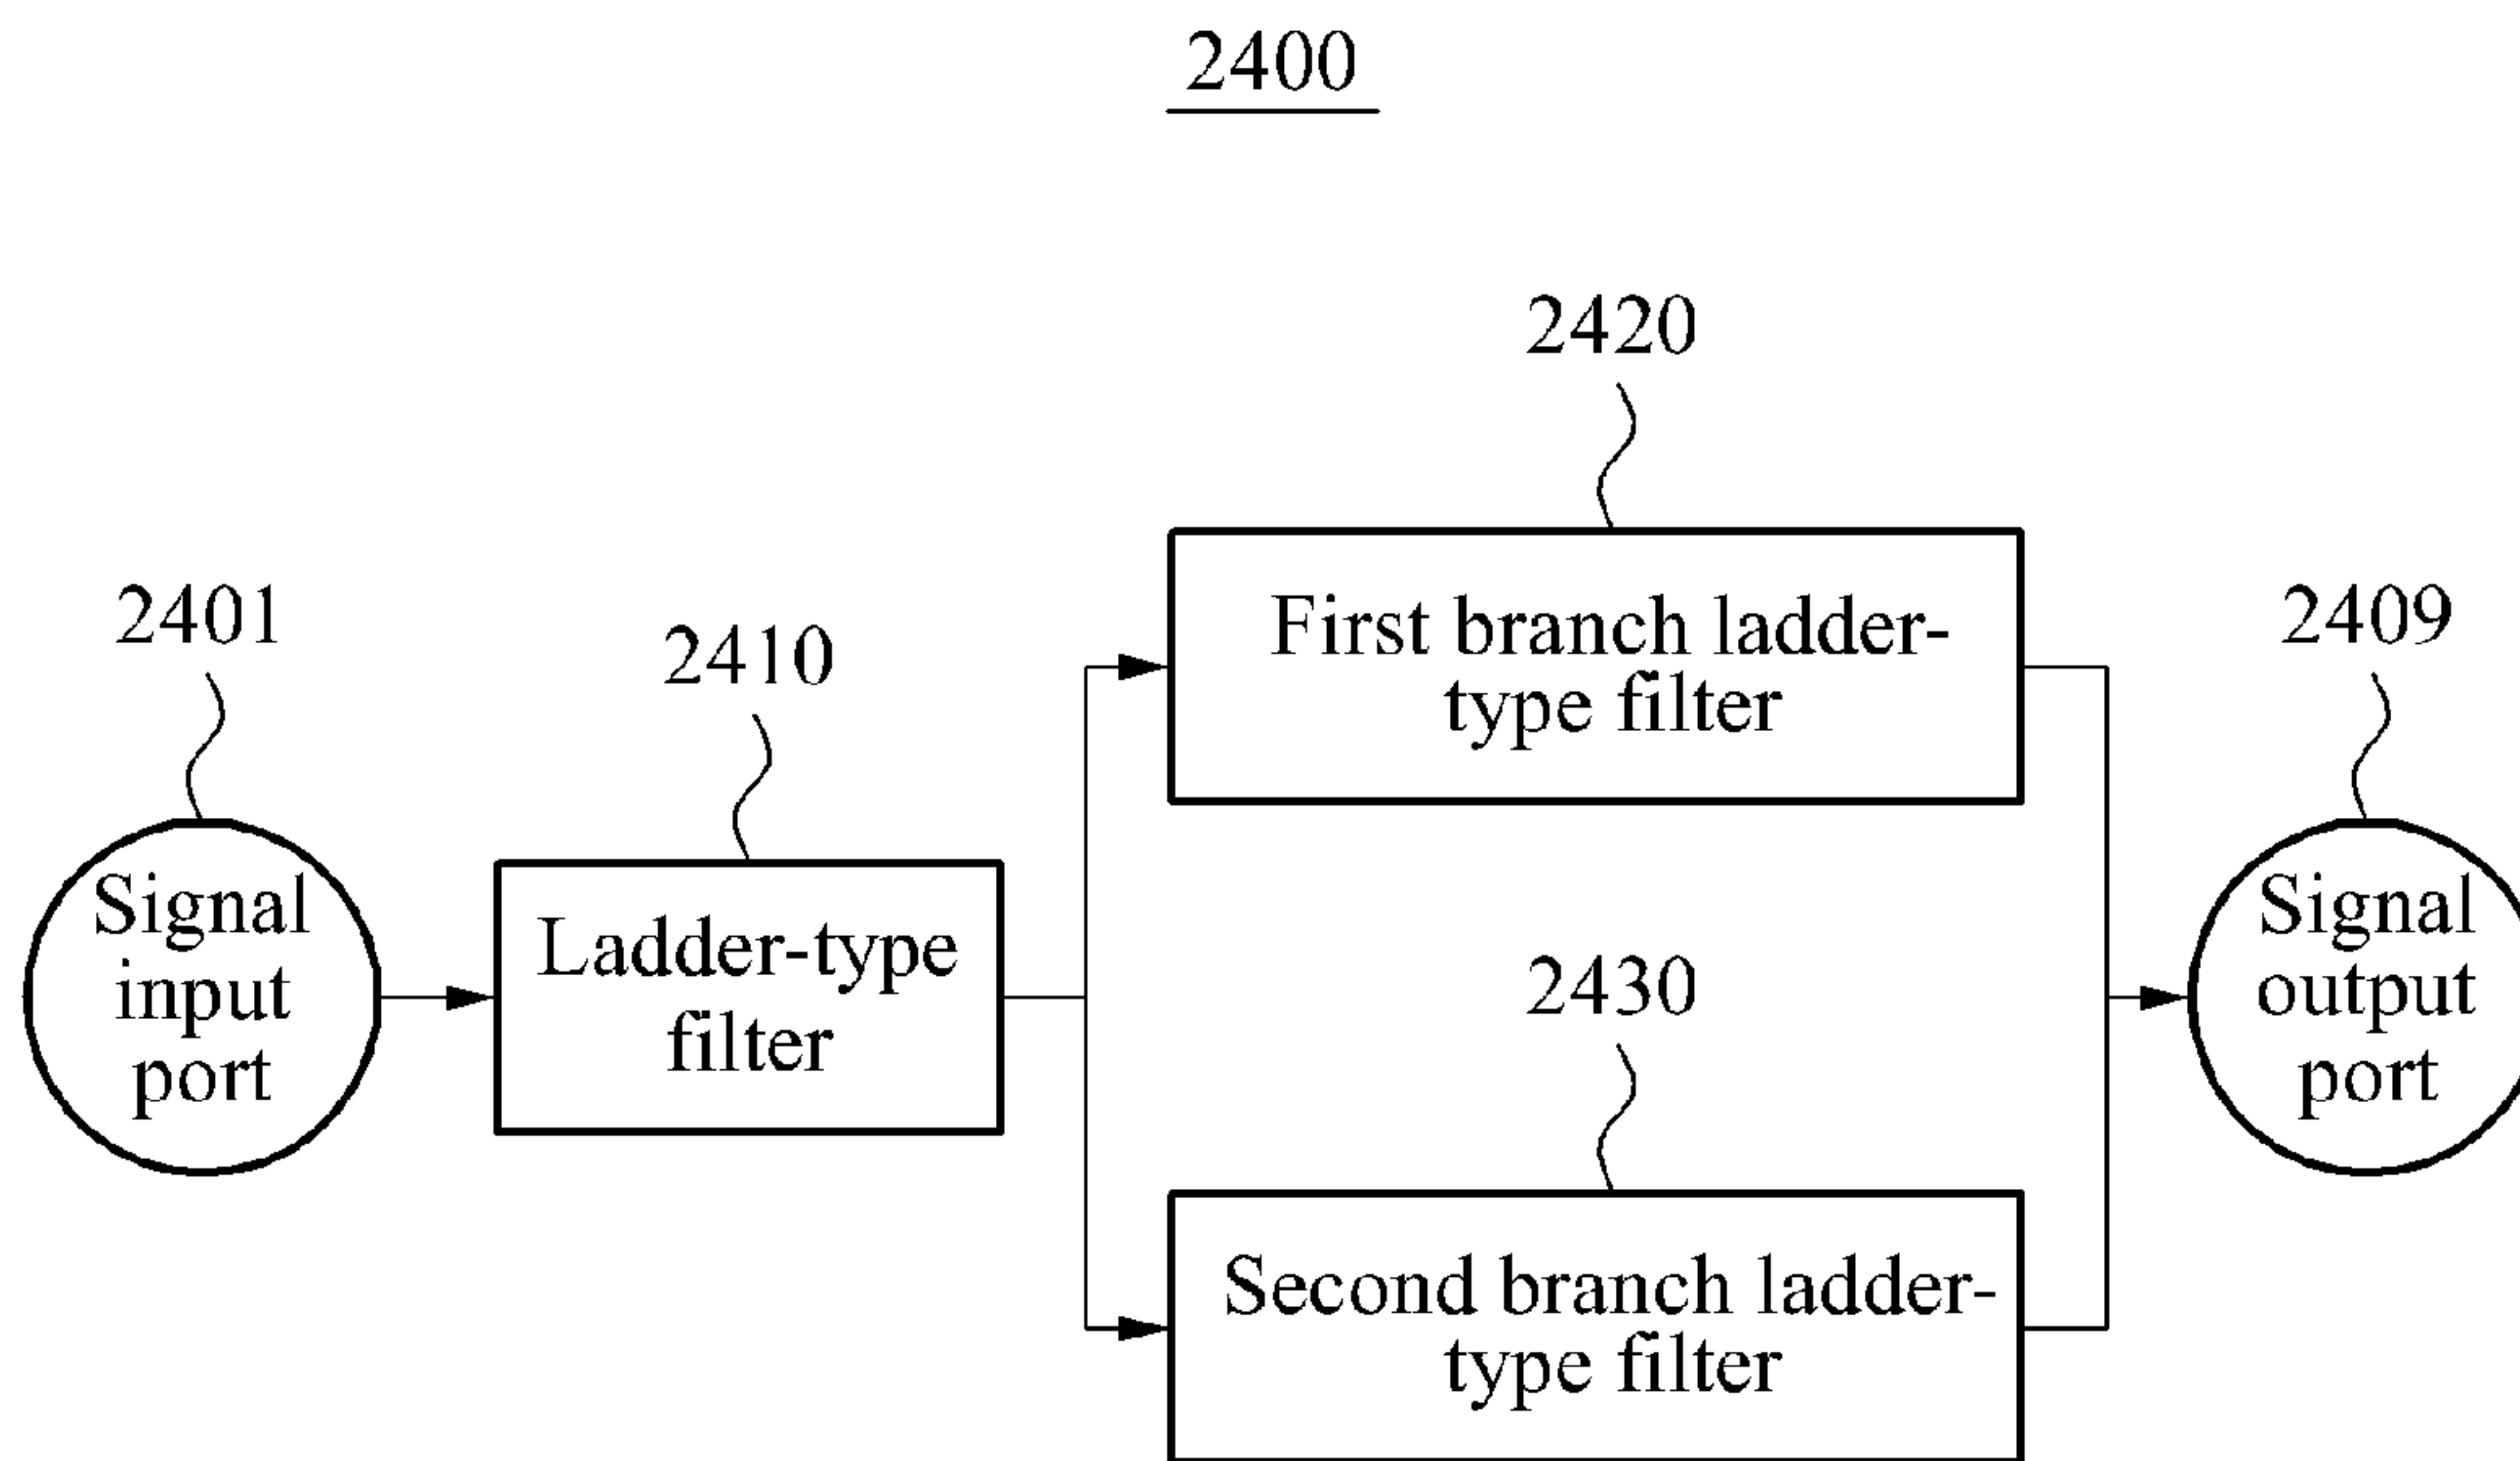 2400
2420
First branch ladder-
type filter
2401
2410
2409
Signal
input
port
Ladder-type
filter
2430
Signal
output
port
Second branch ladder-
type filter